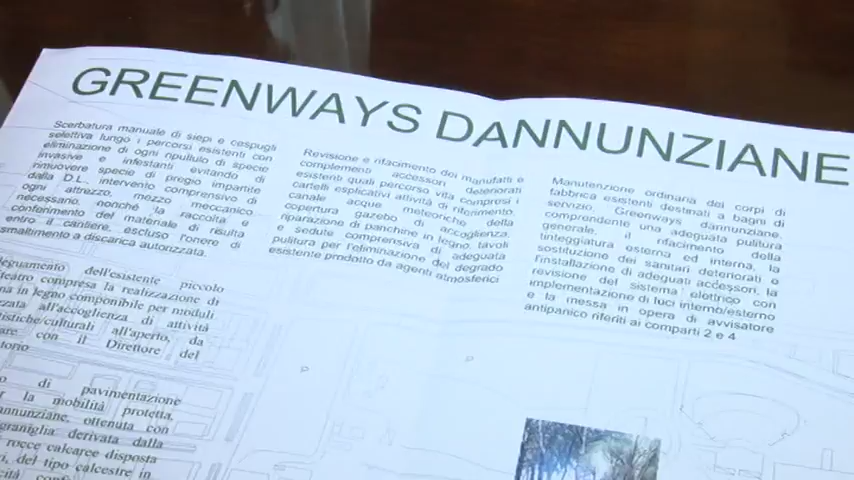 GREENWAYS DANNUNZIANE
Scerbatura manuale di siepi e cespugli
selettiva lungo i percorsi esistenti con
eliminazione di ogni ripultulo di specie
invasive e infestanti evitando di
rimuovere specie di pregio impartite
dalla D.L., intervento comprensivo di
ogni attrezzo, mezzo meccanico
necessario, nonché la raccolta e
conferimento del materiale di risulta
entro il cantiere, escluso l'onere di
smaltimento a discarica autorizzata.
Revisione e rifacimento dei manufatti e
complementi accessori deteriorati
esistenti quali percorso vita compresi i
cartelli esplicativi attività di riferimento,
canale acque meteoriche della
copertura gazebo di accoglienza,
riparazione di panchine in legno, tavoli
e sedute comprensiva di adeguata
pulitura per l'eliminazione del degrado
esistente prodotto da agenti atmosferici
Manutenzione ordinaria dei corpi di
fabbrica esistenti destinati a bagni di
servizio, Greenways dannunziane,
comprendente una adeguata pulitura
generale, il rifacimento della
tinteggiatura esterna ed interna, la
sostituzione dei sanitari deteriorati e
l'installazione di adeguati accessori, la
revisione del sistema elettrico con
implementazione di luci interno/esterno
e la messa in opera di avvisatore
antipanico riferiti ai comparti 2 e 4
dell'esistente piccolo
teatro compresa la realizzazione di
in legno componibile per moduli
all'accoglienza di attività
all'aperto, da
con il Direttore del
di pavimentazione
la mobilità protetta,
ottenuta con
graniglia derivata dalla
rocce calcaree disposta
del tipo calcestre in